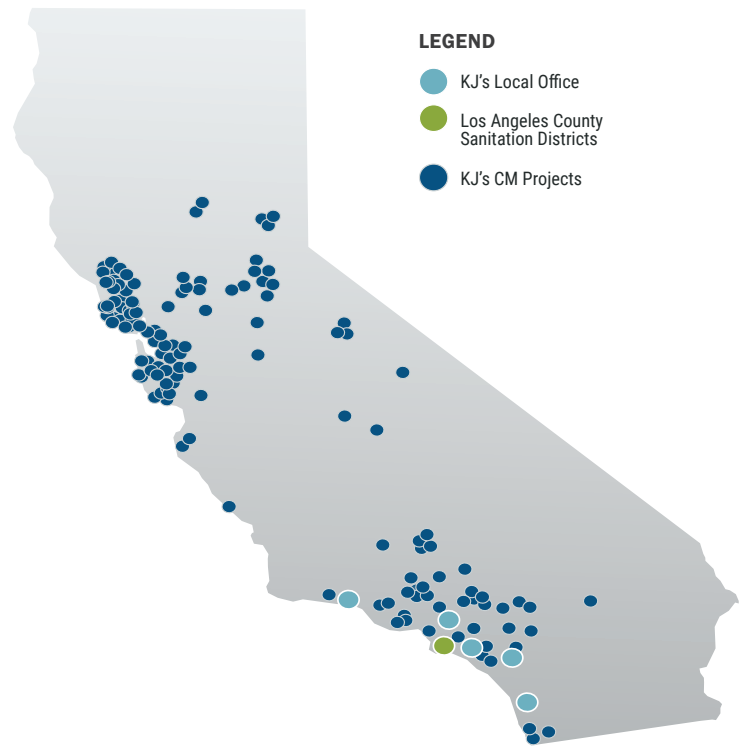 LEGEND
KJ's Local Office
Los Angeles County
Sanitation Districts
KJ's CM Projects